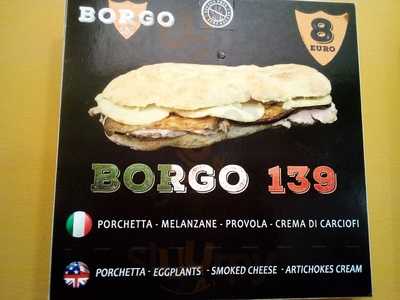 BORGO
8
EURO
BORGO 139
PORCHETTA - MELANZANE - PROVOLA - CREMA DI CARCIOFI
PORCHETTA - EGGPLANTS - SMOKED CHEESE - ARTICHOKES CREAM